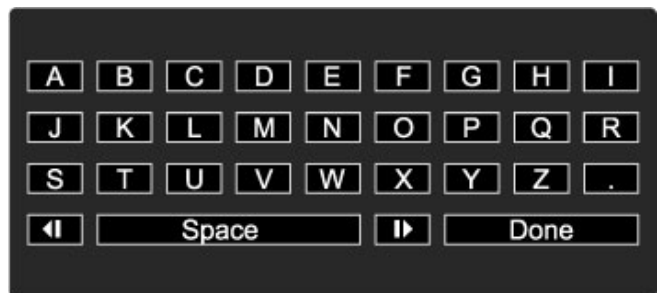 A B C D E F G H I
J K L M N O P Q R
S T U V W X Y Z .
Space Done